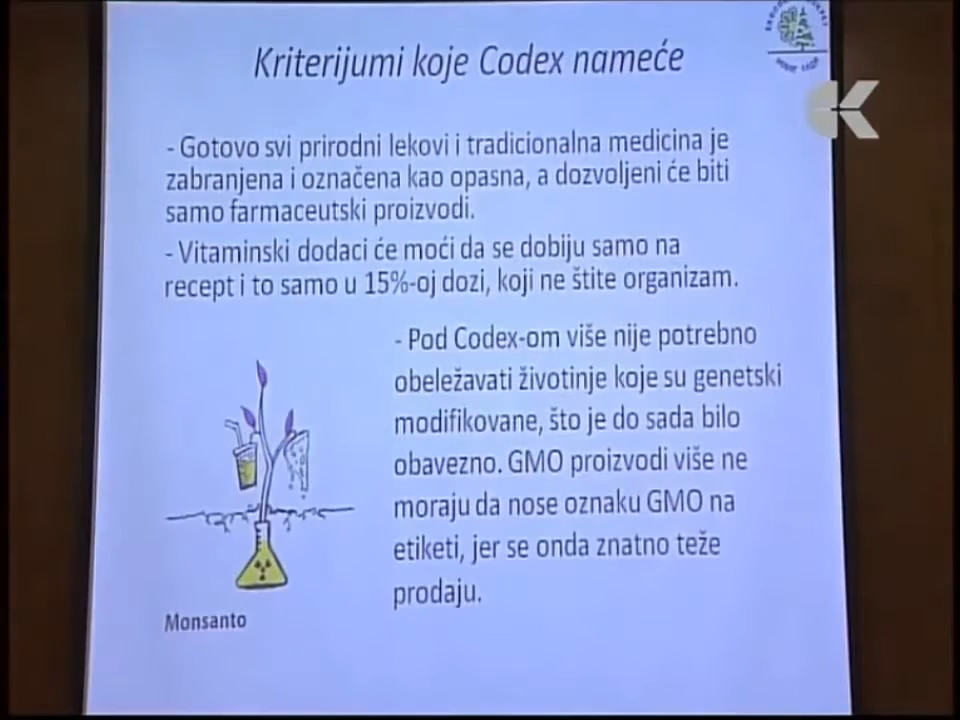 Kriterijumi koje Codex nameće
- Gotovo svi prirodni lekovi i tradicionalna medicina je
zabranjena i označena kao opasna, a dozvoljeni će biti
samo farmaceutski proizvodi.
- Vitaminski dodaci će moći da se dobiju samo na
recept i to samo u 15%-oj dozi, koji ne štite organizam.
- Pod Codex-om više nije potrebno
obeležavati životinje koje su genetski
modifikovane, što je do sada bilo
obavezno. GMO proizvodi više ne
moraju da nose oznaku GMO na
etiketi, jer se onda znatno teže
prodaju.
Monsanto
K